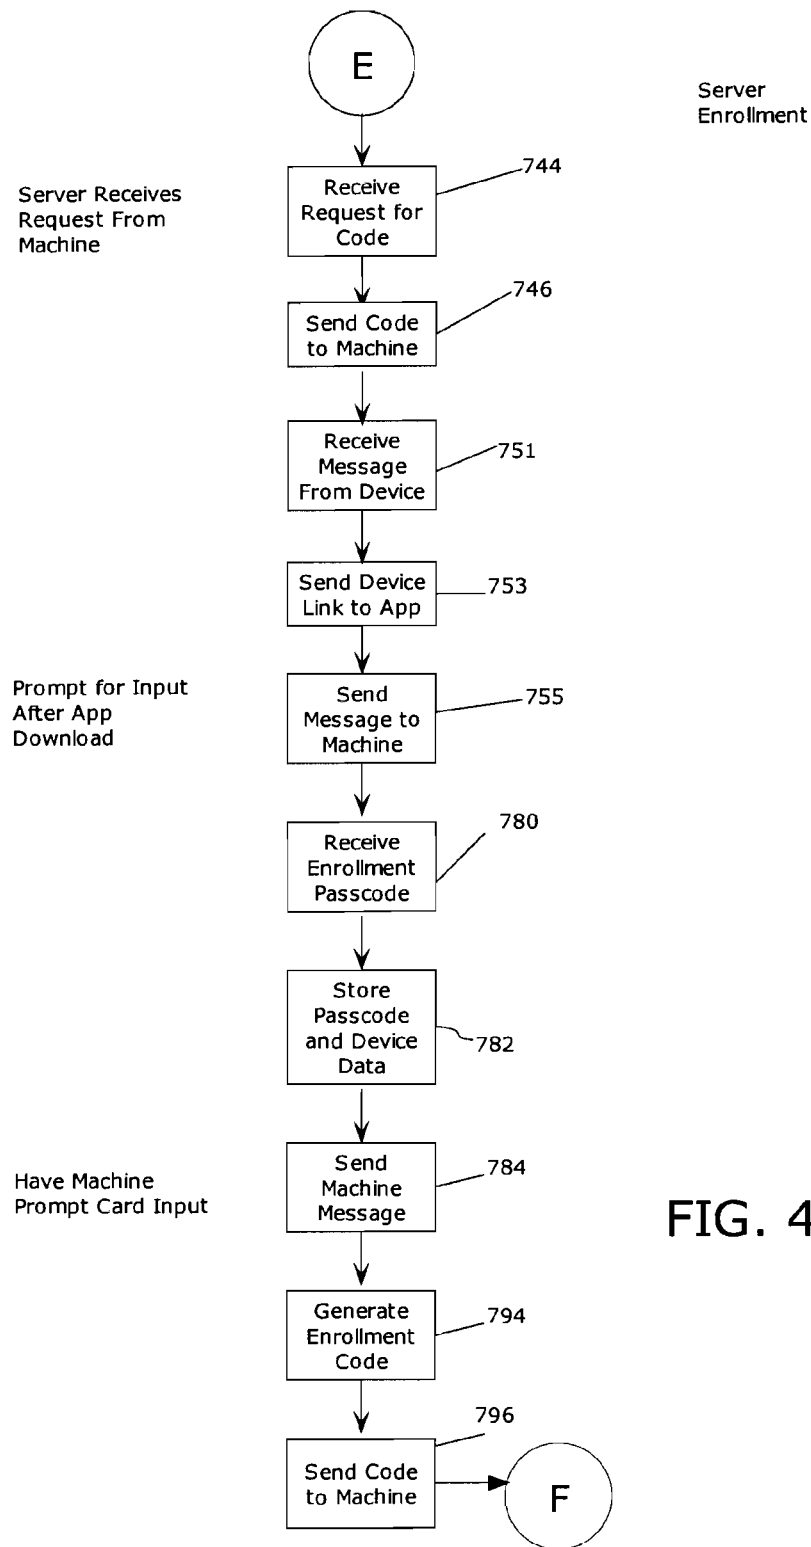 E
Server
Enrollment
744
Server Receives
Request From
Machine
Receive
Request for
Code
746
Send Code
to Machine
Receive
Message
From Device
751
Send Device
Link to App
753
Prompt for Input
After App
Download
Send
Message to
Machine
755
Receive
Enrollment
Passcode
780
Store
Passcode
and Device
Data
782
Have Machine
Prompt Card Input
Send
Machine
Message
784
FIG. 4
Generate
Enrollment
Code
794
796
Send Code
to Machine
F